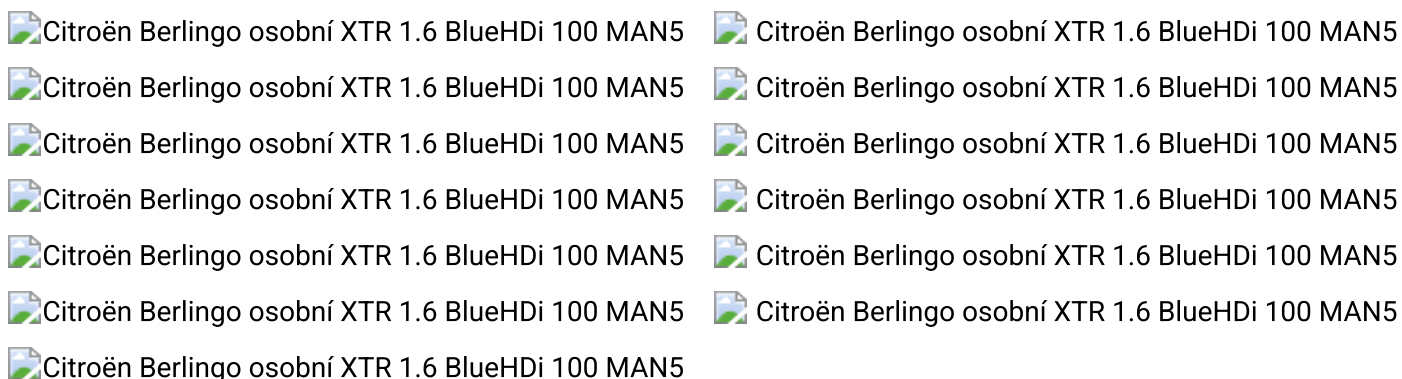 Citroën Berlingo osobní XTR 1.6 BlueHDi 100 MAN5 Citroën Berlingo osobní XTR 1.6 BlueHDi 100 MAN5
Citroën Berlingo osobní XTR 1.6 BlueHDi 100 MAN5 Citroën Berlingo osobní XTR 1.6 BlueHDi 100 MAN5
Citroën Berlingo osobní XTR 1.6 BlueHDi 100 MAN5 Citroën Berlingo osobní XTR 1.6 BlueHDi 100 MAN5
Citroën Berlingo osobní XTR 1.6 BlueHDi 100 MAN5 Citroën Berlingo osobní XTR 1.6 BlueHDi 100 MAN5
Citroën Berlingo osobní XTR 1.6 BlueHDi 100 MAN5 Citroën Berlingo osobní XTR 1.6 BlueHDi 100 MAN5
Citroën Berlingo osobní XTR 1.6 BlueHDi 100 MAN5 Citroën Berlingo osobní XTR 1.6 BlueHDi 100 MAN5
Citroën Berlingo osobní XTR 1.6 BlueHDi 100 MAN5